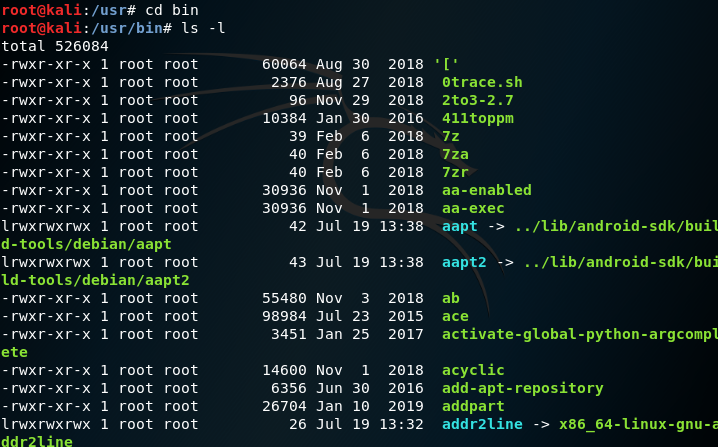 root@kali:/usr# cd bin
root@kali:/usr/bin# ls -l
total 526084
-rwxr-xr-x 1 root root       60064 Aug 30  2018 '['
-rwxr-xr-x 1 root root        2376 Aug 27  2018  0trace.sh
-rwxr-xr-x 1 root root          96 Nov 29  2018  2to3-2.7
-rwxr-xr-x 1 root root       10384 Jan 30  2016  411toppm
-rwxr-xr-x 1 root root          39 Feb  6  2018  7z
-rwxr-xr-x 1 root root          40 Feb  6  2018  7za
-rwxr-xr-x 1 root root          40 Feb  6  2018  7zr
-rwxr-xr-x 1 root root       30936 Nov  1  2018  aa-enabled
-rwxr-xr-x 1 root root       30936 Nov  1  2018  aa-exec
lrwxrwxrwx 1 root root          42 Jul 19 13:38  aapt -> ../lib/android-sdk/buil
d-tools/debian/aapt
lrwxrwxrwx 1 root root          43 Jul 19 13:38  aapt2 -> ../lib/android-sdk/bui
ld-tools/debian/aapt2
-rwxr-xr-x 1 root root       55480 Nov  3  2018  ab
-rwxr-xr-x 1 root root       98984 Jul 23  2015  ace
-rwxr-xr-x 1 root root        3451 Jan 25  2017  activate-global-python-argcompl
ete
-rwxr-xr-x 1 root root       14600 Nov  1  2018  acyclic
-rwxr-xr-x 1 root root        6356 Jun 30  2016  add-apt-repository
-rwxr-xr-x 1 root root       26704 Jan 10  2019  addpart
lrwxrwxrwx 1 root root          26 Jul 19 13:32  addr2line -> x86_64-linux-gnu-a
ddr2line